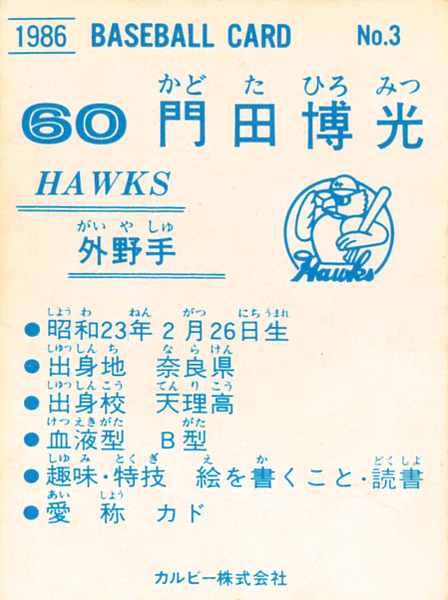 1986 BASEBALL CARD No.3
かど た ひろ みつ
60 門田博光
HAWKS
がい や しゅ
外野手
Hawks
しょう わ ねん がつ にち うまれ
●昭和23年2月26日生
しゅっしん ち な ら けん
●出身地 奈良県
しゅっしんこう てん り こう
●出身校 天理高
けつえきがた がた
●血液型 B型
しゅ み とく ぎ え か どくしょ
●趣味・特技 絵を書くこと・読書
あい しょう
●愛称 カド
カルビー株式会社